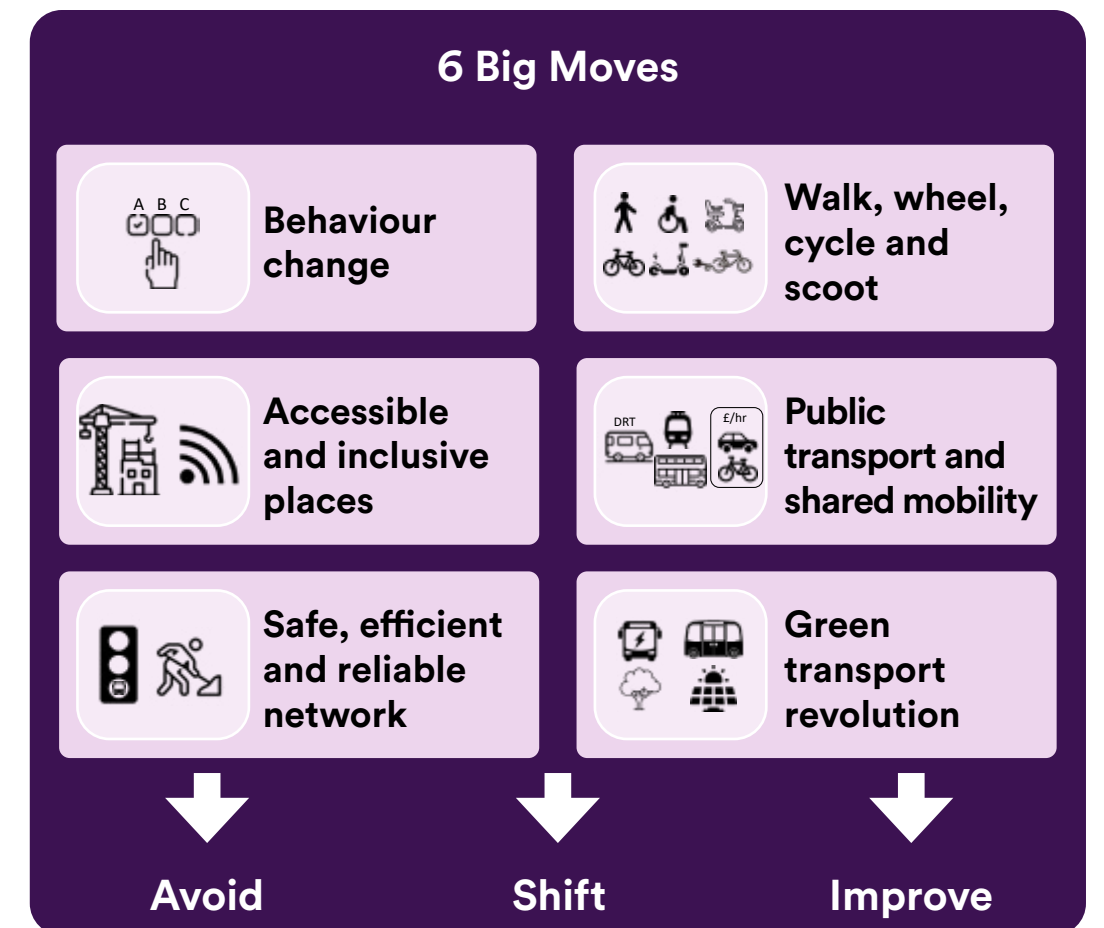 6 Big Moves
A B C
Behaviour
change
Walk, wheel,
cycle and
scoot
Accessible
and inclusive
places
DRT
£/hr
Public
transport and
shared mobility
Safe, efficient
and reliable
network
Green
transport
revolution
Avoid
Shift
Improve